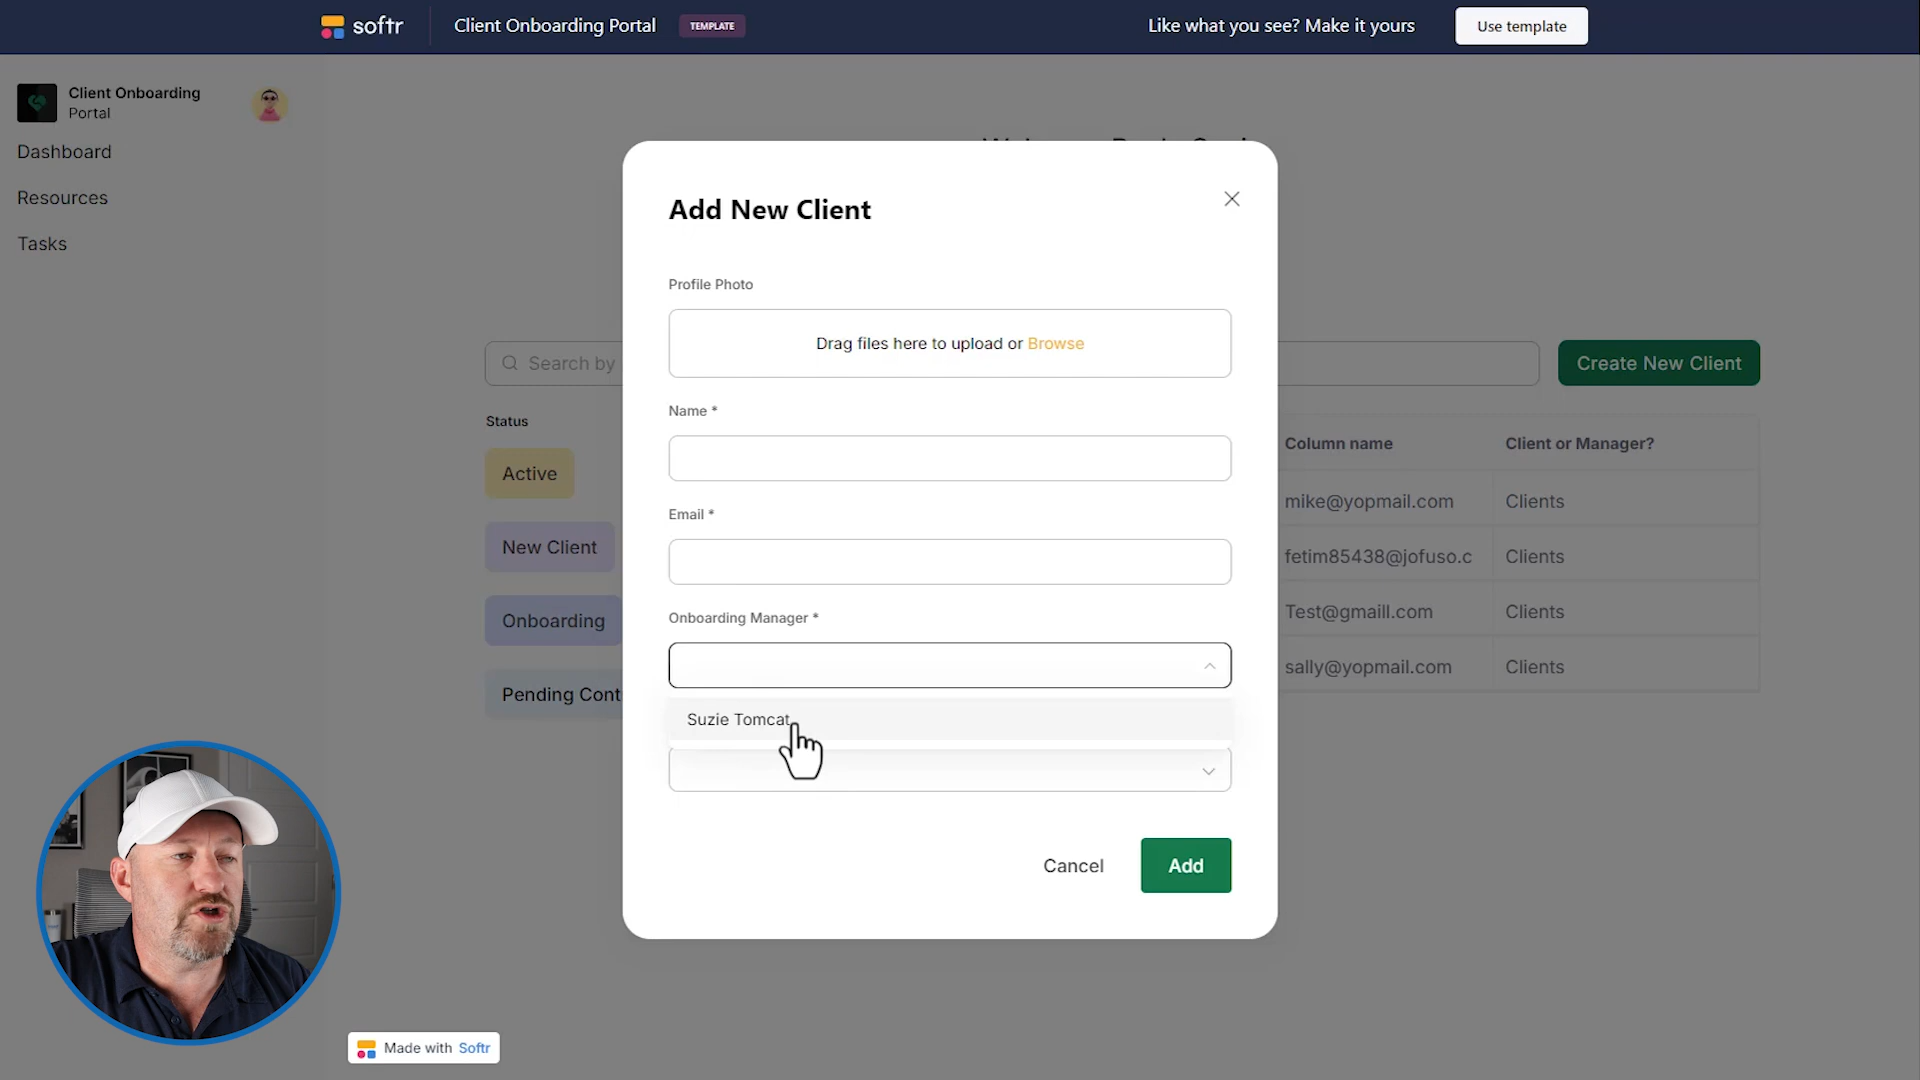 softr
Client Onboarding Portal
TEMPLATE
Like what you see? Make it yours
Use template
Client Onboarding
Portal
Dashboard
Resources
Tasks
Add New Client
Profile Photo
Drag files here to upload or Browse
Name *
Email *
Onboarding Manager *
Suzie Tomcat
Cancel
Add
Search by
Create New Client
Status
Active
New Client
Onboarding
Pending Cont
Column name
Client or Manager?
mike@yopmail.com
Clients
fetim85438@jofuso.c
Clients
Test@gmaill.com
Clients
sally@yopmail.com
Clients
Made with Softr